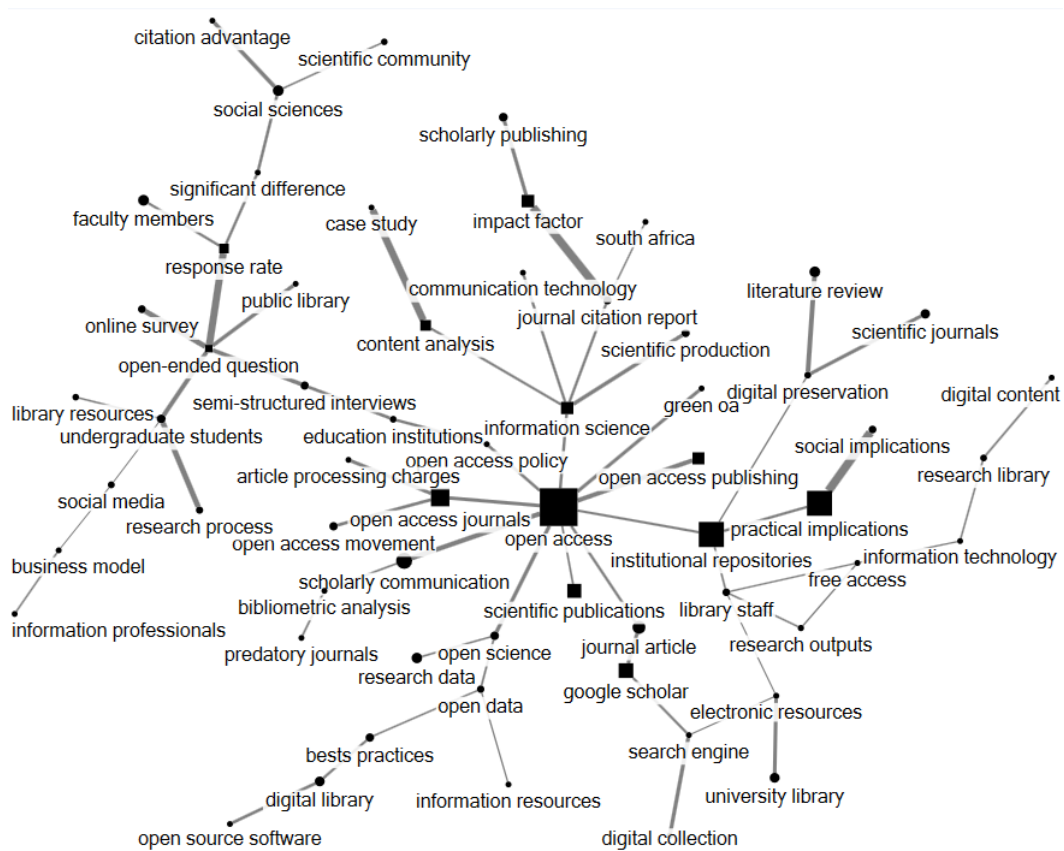 citation advantage
scientific community
social sciences
scholarly publishing
significant difference
faculty members
case study
impact factor
south africa
response rate
public library
communication technology
literature review
journal citation report
online survey
content analysis
scientific production
scientific journals
open-ended question
digital preservation
digital content
semi-structured interviews
green oa
library resources
undergraduate students
education institutions
information science
social implications
open access policy
article processing charges
open access publishing
research library
social media
research process
open access journals
open access
practical implications
open access movement
institutional repositories
information technology
business model
scholarly communication
free access
bibliometric analysis
scientific publications
library staff
information professionals
predatory journals
open science
journal article
research outputs
research data
google scholar
open data
electronic resources
bests practices
search engine
digital library
information resources
university library
open source software
digital collection